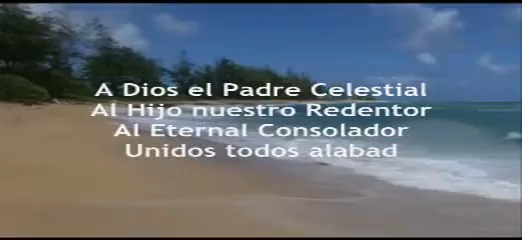 A Dios el Padre Celestial
Al Hijo nuestro Redentor
Al Eternal Consolador
Unidos todos alabad